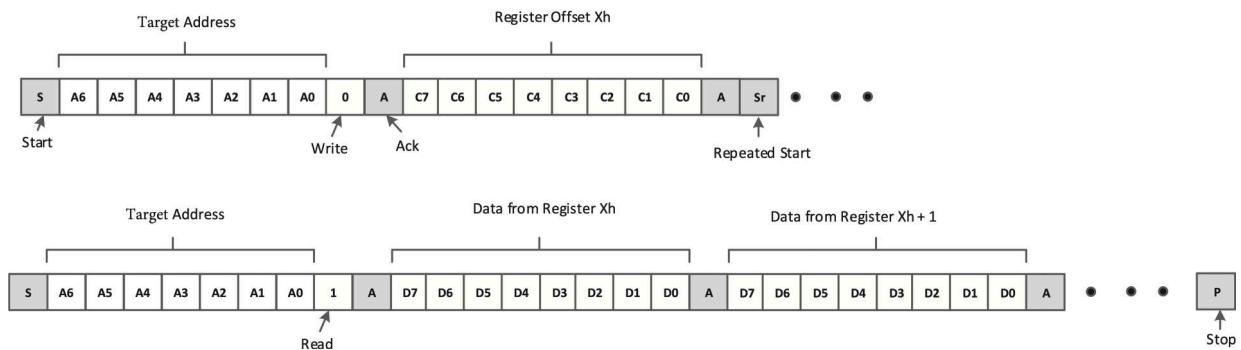 Target Address
Register Offset Xh
S A6 A5 A4 A3 A2 A1 A0 0 A C7 C6 C5 C4 C3 C2 C1 C0 A Sr
Start
Write
Ack
Repeated Start
Target Address
Data from Register Xh
Data from Register Xh + 1
S A6 A5 A4 A3 A2 A1 A0 1 A D7 D6 D5 D4 D3 D2 D1 D0 A D7 D6 D5 D4 D3 D2 D1 D0 A P
Read
Stop